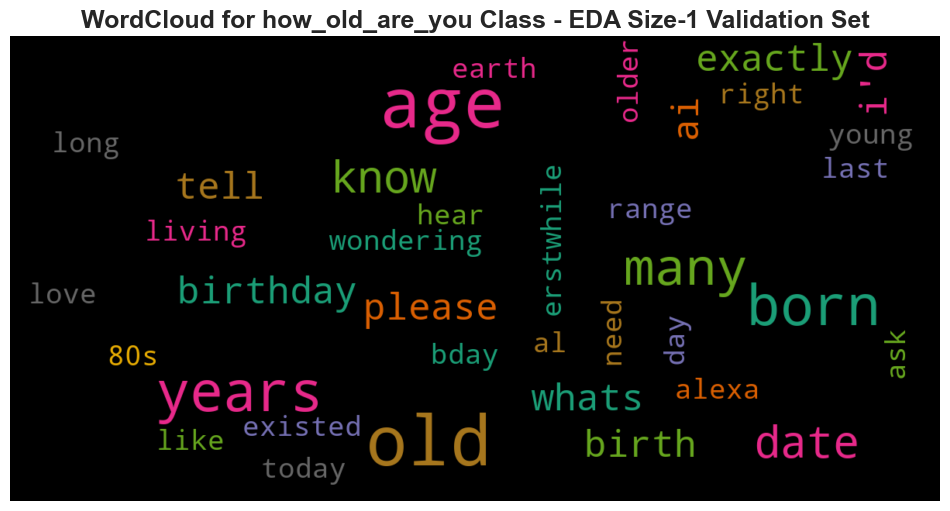 WordCloud for how_old_are_you Class - EDA Size-1 Validation Set
earth
older
exactly
i'd
age
ai
right
long
young
know
last
tell
erstwhile
hear
range
living
wondering
many
love
birthday
born
please
need
day
al
ask
80s
bday
years
whats
alexa
old
existed
like
birth
date
today